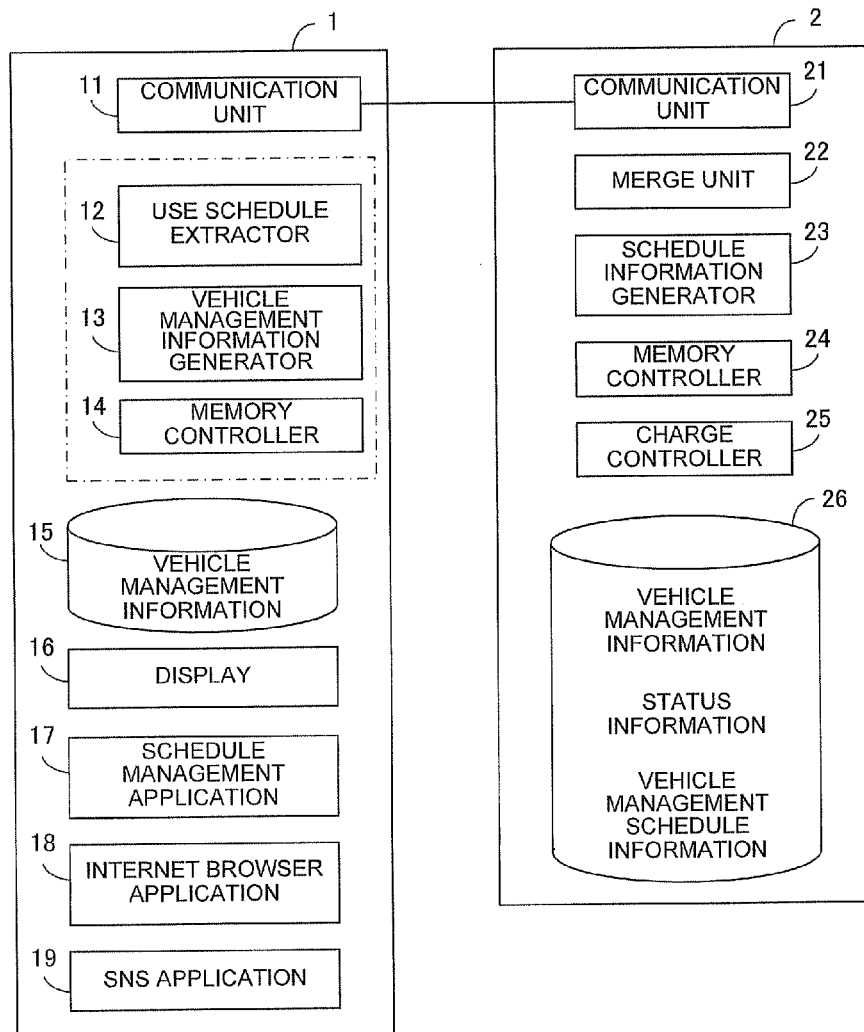 1
11
COMMUNICATION
UNIT
12
USE SCHEDULE
EXTRACTOR
13
VEHICLE
MANAGEMENT
INFORMATION
GENERATOR
14
MEMORY
CONTROLLER
15
VEHICLE
MANAGEMENT
INFORMATION
16
DISPLAY
17
SCHEDULE
MANAGEMENT
APPLICATION
18
INTERNET BROWSER
APPLICATION
19
SNS APPLICATION
2
21
COMMUNICATION
UNIT
22
MERGE UNIT
23
SCHEDULE
INFORMATION
GENERATOR
24
MEMORY
CONTROLLER
25
CHARGE
CONTROLLER
26
VEHICLE
MANAGEMENT
INFORMATION
STATUS
INFORMATION
VEHICLE
MANAGEMENT
SCHEDULE
INFORMATION